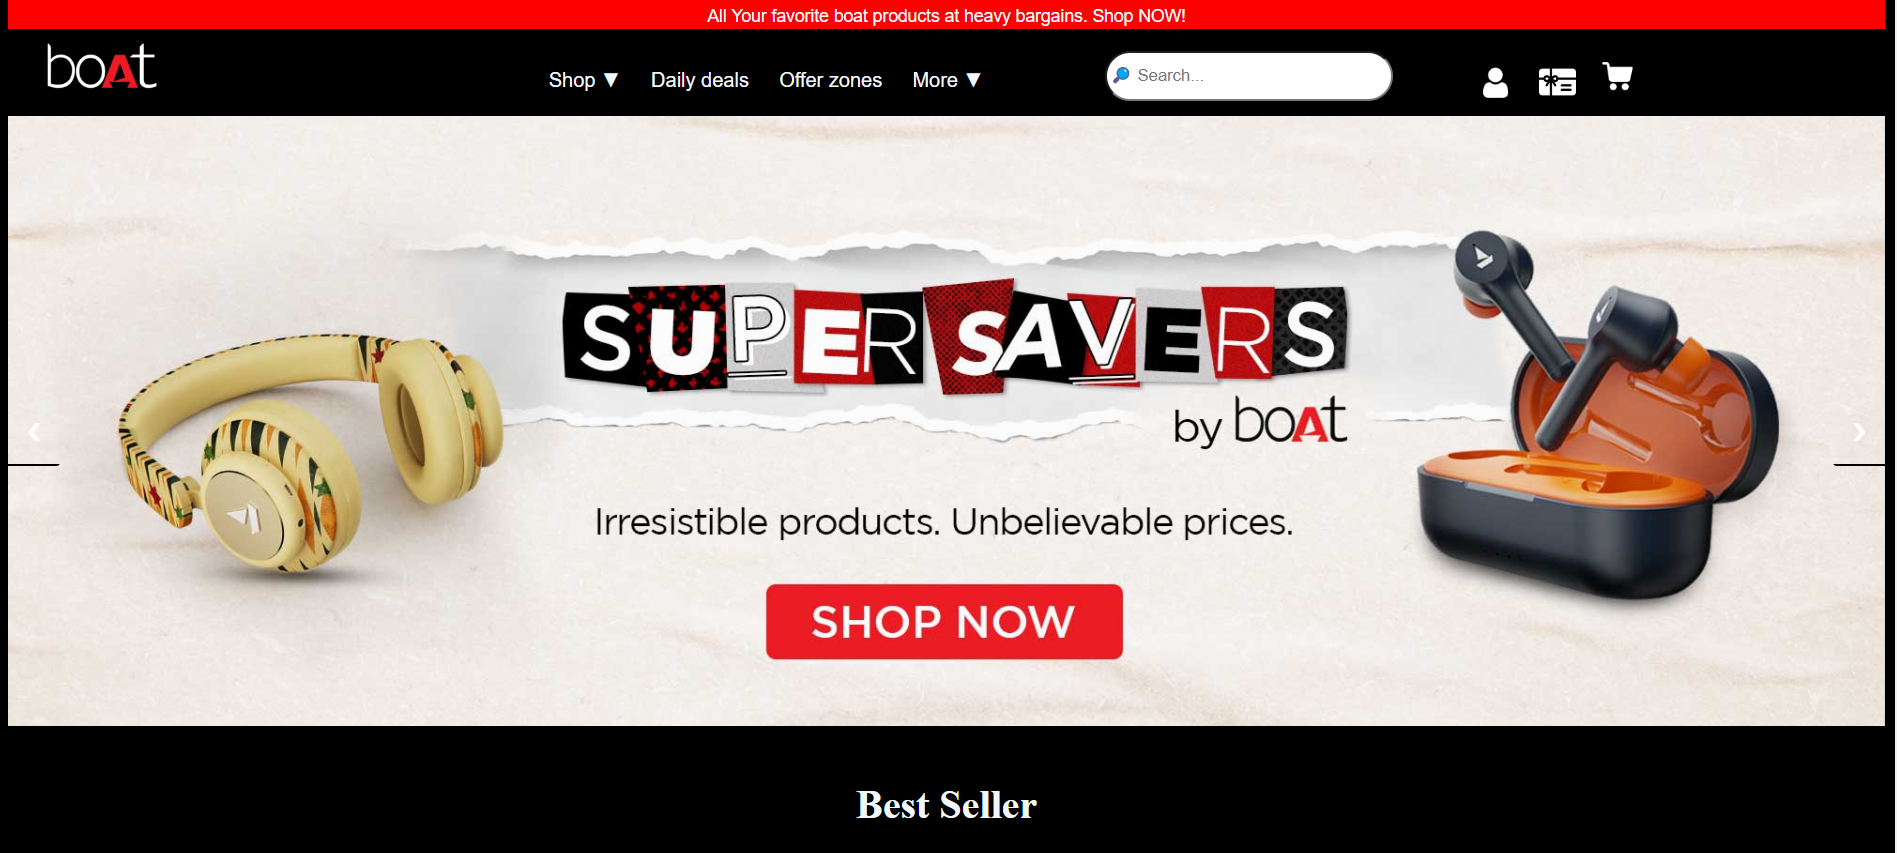 All Your favorite boat products at heavy bargains. Shop NOW!
boAt
Shop ▼ Daily deals Offer zones More ▼
Search...
SUPER SAVERS
by boAt
Irresistible products. Unbelievable prices.
SHOP NOW
Best Seller